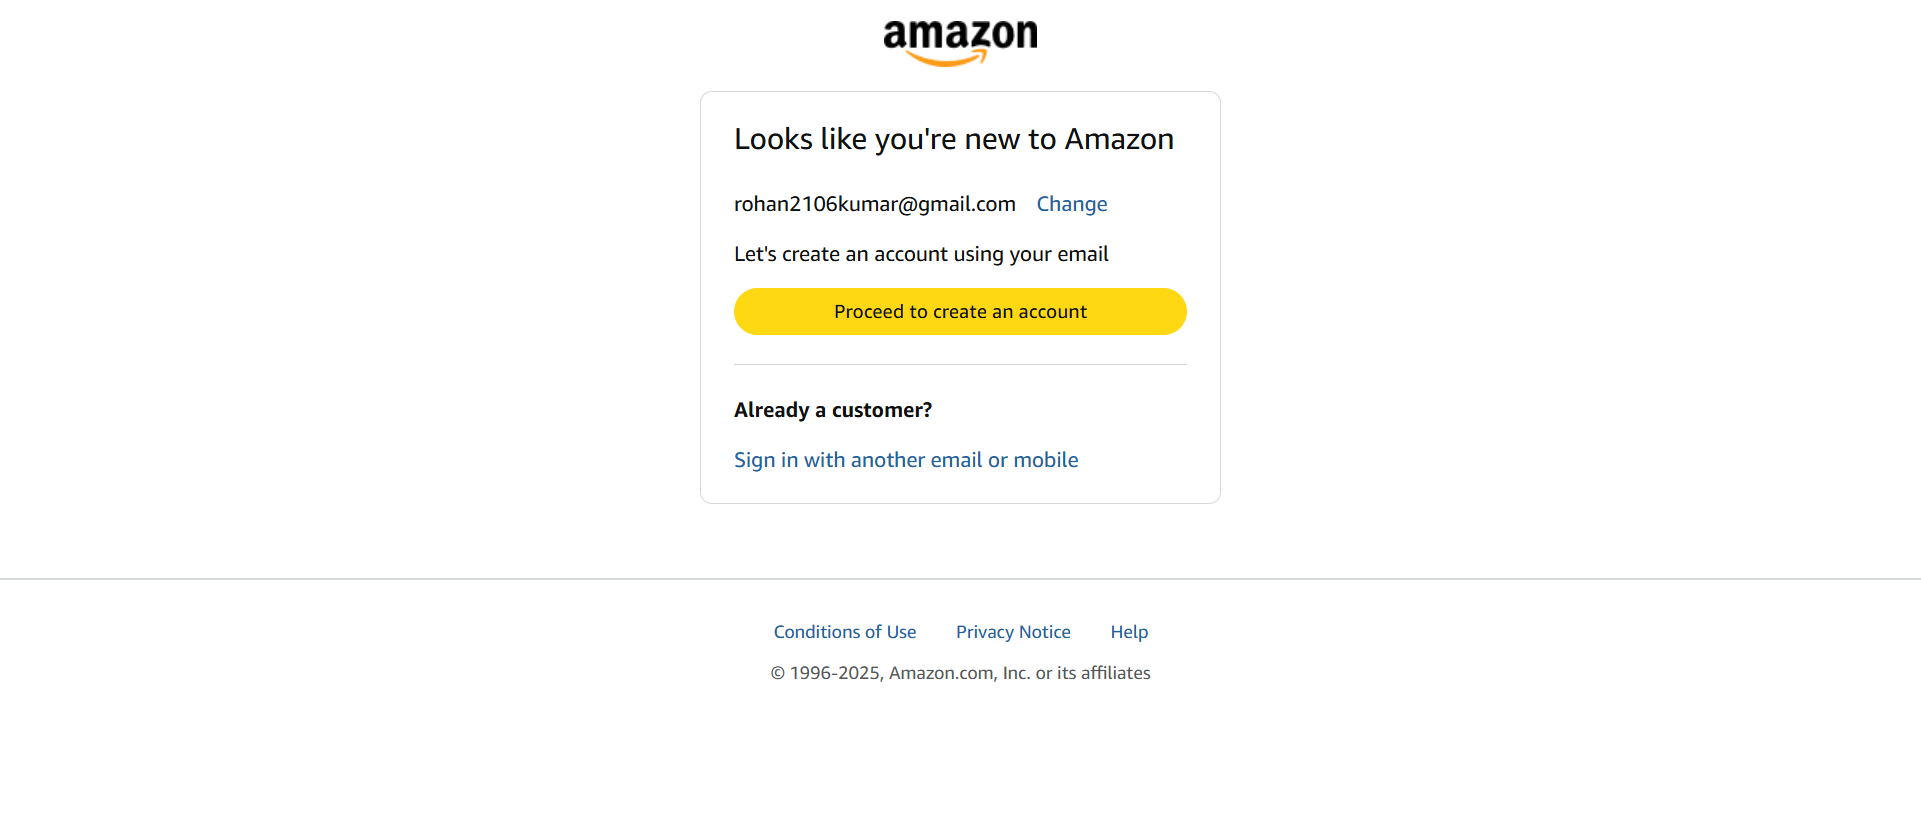 amazon
Looks like you're new to Amazon
rohan2106kumar@gmail.com Change
Let's create an account using your email
Proceed to create an account
Already a customer?
Sign in with another email or mobile
Conditions of Use Privacy Notice Help
© 1996-2025, Amazon.com, Inc. or its affiliates